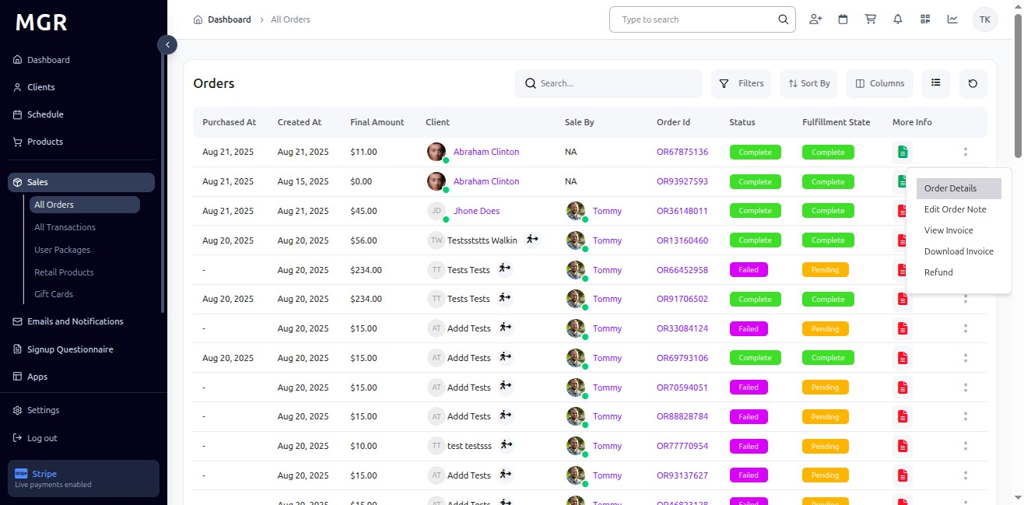 MGR
Dashboard > All Orders
Type to search
TK
Dashboard
Clients
Schedule
Products
Sales
All Orders
All Transactions
User Packages
Retail Products
Gift Cards
Emails and Notifications
Signup Questionnaire
Apps
Settings
Log out
Stripe
Live payments enabled
Orders
Search...
Filters
Sort By
Columns
Purchased At Created At Final Amount Client Sale By Order Id Status Fulfillment State More Info
Aug 21, 2025 Aug 21, 2025 $11.00 Abraham Clinton NA OR67875136 Complete Complete
Aug 21, 2025 Aug 15, 2025 $0.00 Abraham Clinton NA OR93927593 Complete Complete
Aug 21, 2025 Aug 21, 2025 $45.00 JD Jhone Does Tommy OR36148011 Complete Complete
Aug 20, 2025 Aug 20, 2025 $56.00 TW Testsststts Walkin Tommy OR13160460 Complete Complete
- Aug 20, 2025 $234.00 TT Tests Tests Tommy OR66452958 Failed Pending
Aug 20, 2025 Aug 20, 2025 $234.00 TT Tests Tests Tommy OR91706502 Complete Complete
- Aug 20, 2025 $15.00 AT Addd Tests Tommy OR33084124 Failed Pending
Aug 20, 2025 Aug 20, 2025 $15.00 AT Addd Tests Tommy OR69793106 Complete Complete
- Aug 20, 2025 $15.00 AT Addd Tests Tommy OR70594051 Failed Pending
- Aug 20, 2025 $15.00 AT Addd Tests Tommy OR88828784 Failed Pending
- Aug 20, 2025 $10.00 TT test testsss Tommy OR77770954 Failed Pending
- Aug 20, 2025 $15.00 AT Addd Tests Tommy OR93137627 Failed Pending
Order Details
Edit Order Note
View Invoice
Download Invoice
Refund